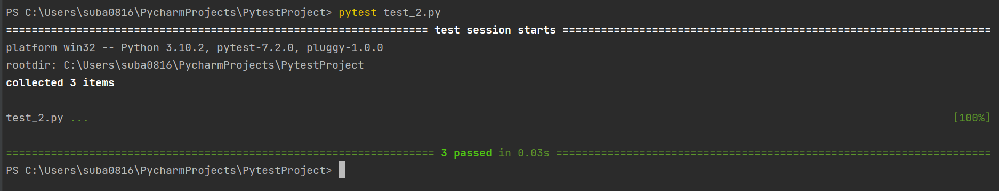 PS C:\Users\suba0816\PycharmProjects\PytestProject> pytest test_2.py
================================================================== test session starts ===================================================================
platform win32 -- Python 3.10.2, pytest-7.2.0, pluggy-1.0.0
rootdir: C:\Users\suba0816\PycharmProjects\PytestProject
collected 3 items
test_2.py ... [100%]
=================================================================== 3 passed in 0.03s ====================================================================
PS C:\Users\suba0816\PycharmProjects\PytestProject>